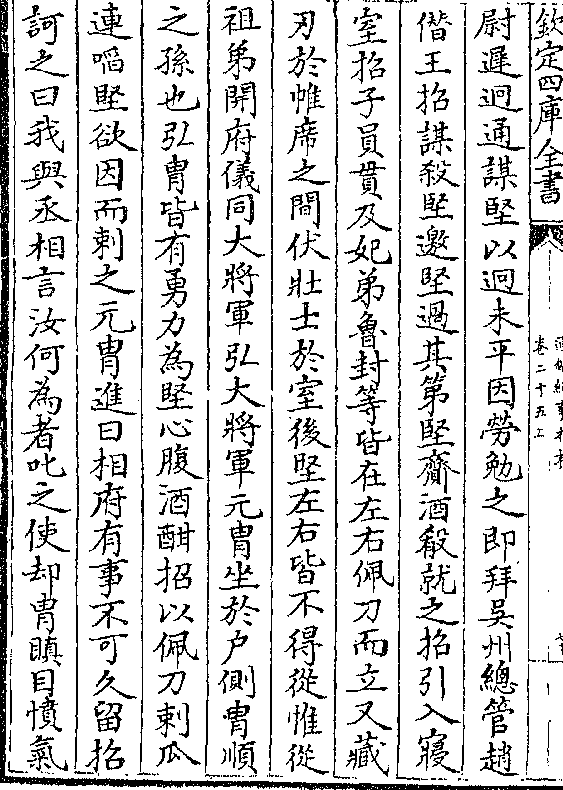 欽定四庫全書
卷二十五上
尉遲迥通謀堅以迥未平因勞勉之即拜吳州總管趙
僭王招謀殺堅邀堅過其第堅齎酒殽就之招引入寢
室招子員貫及妃弟魯封等皆在左右佩刀而立又藏
刃於帷席之間伏壯士於室後堅左右皆不得從惟從
祖弟開府儀同大將軍弘大將軍元胄坐於户側胄順
之孫也弘胄皆有勇力為堅心腹酒酣招以佩刀刺瓜
連㗖堅欲因而刺之元胄進曰相府有事不可久留招
訶之曰我與丞相言汝何為者叱之使却胄瞋目憤氣